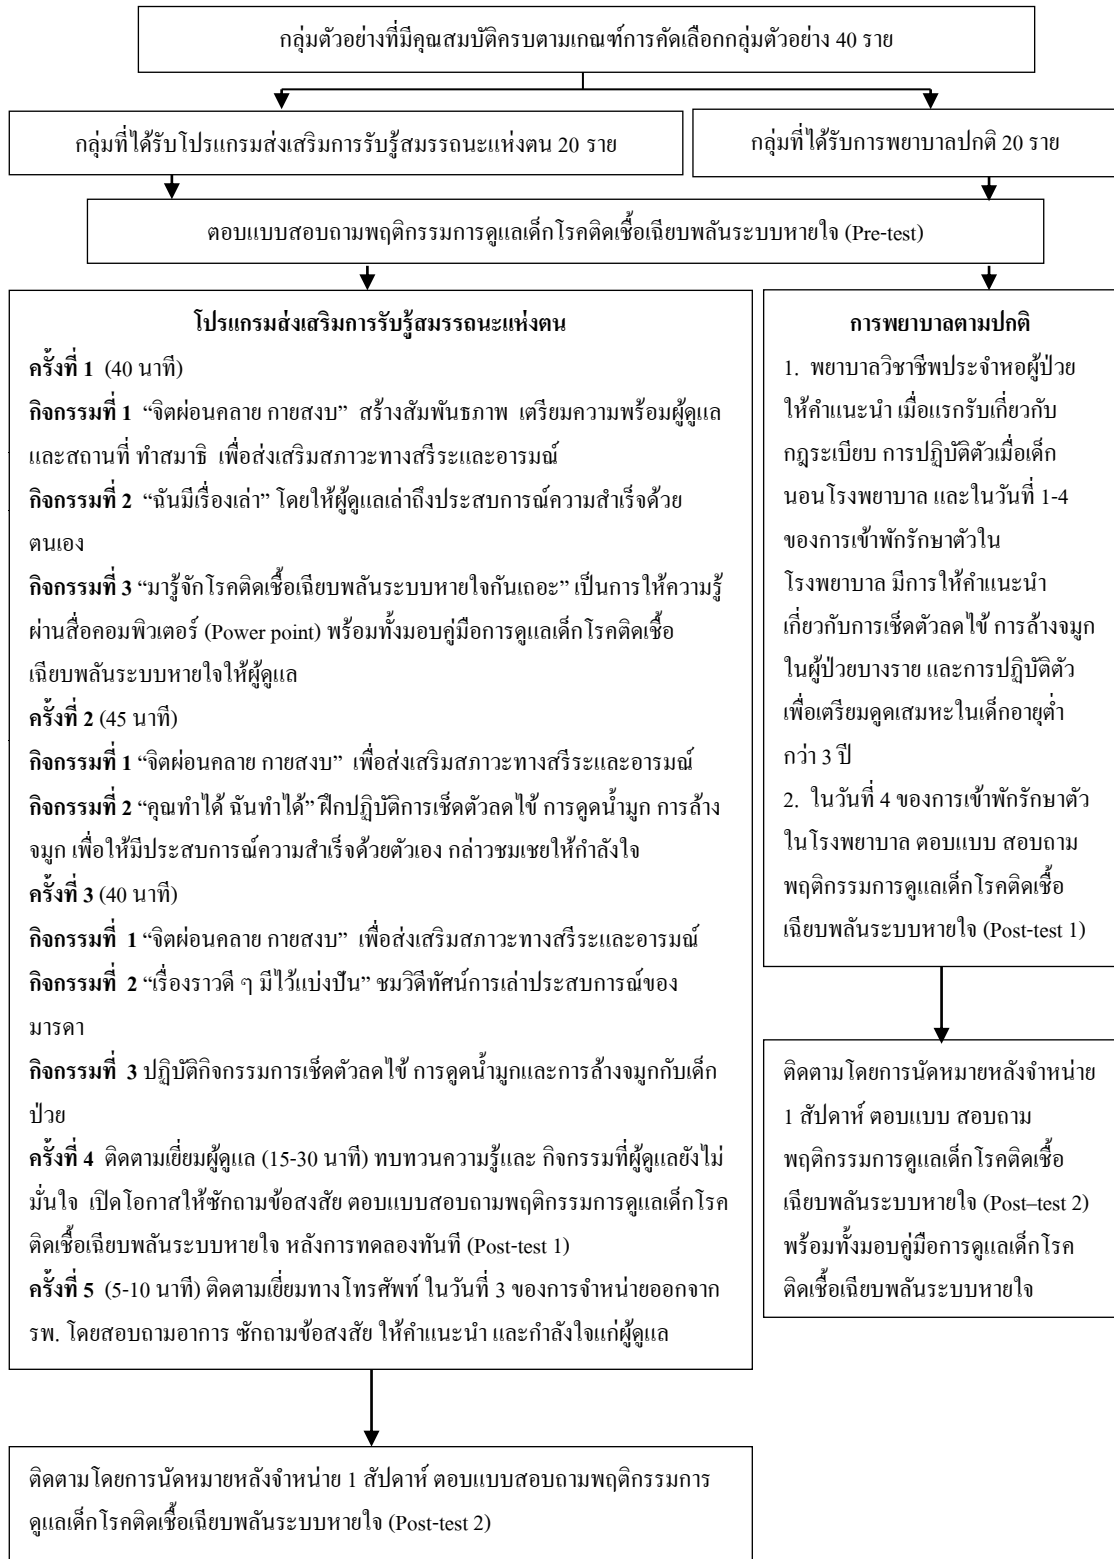 กลุ่มตัวอย่างที่มีคุณสมบัติครบตามเกณฑ์การคัดเลือกกลุ่มตัวอย่าง 40 ราย
กลุ่มที่ได้รับโปรแกรมส่งเสริมการรับรู้สมรรถนะแห่งตน 20 ราย
กลุ่มที่ได้รับการพยาบาลปกติ 20 ราย
ตอบแบบสอบถามพฤติกรรมการดูแลเด็กโรคติดเชื้อเฉียบพลันระบบหายใจ (Pre-test)
โปรแกรมส่งเสริมการรับรู้สมรรถนะแห่งตน
ครั้งที่ 1 (40 นาที)
กิจกรรมที่ 1 “จิตผ่อนคลาย กายสงบ” สร้างสัมพันธภาพ เตรียมความพร้อมผู้ดูแล
และสถานที่ ทำสมาธิ เพื่อส่งเสริมสภาวะทางสรีระและอารมณ์
กิจกรรมที่ 2 “ฉันมีเรื่องเล่า” โดยให้ผู้ดูแลเล่าถึงประสบการณ์ความสำเร็จด้วย
ตนเอง
กิจกรรมที่ 3 “มารู้จักโรคติดเชื้อเฉียบพลันระบบหายใจกันเถอะ” เป็นการให้ความรู้
ผ่านสื่อคอมพิวเตอร์ (Power point) พร้อมทั้งมอบคู่มือการดูแลเด็กโรคติดเชื้อ
เฉียบพลันระบบหายใจให้ผู้ดูแล
ครั้งที่ 2 (45 นาที)
กิจกรรมที่ 1 “จิตผ่อนคลาย กายสงบ” เพื่อส่งเสริมสภาวะทางสรีระและอารมณ์
กิจกรรมที่ 2 “คุณทำได้ ฉันทำได้” ฝึกปฏิบัติการเช็ดตัวลดไข้ การดูดน้ำมูก การล้าง
จมูก เพื่อให้มีประสบการณ์ความสำเร็จด้วยตัวเอง กล่าวชมเชยให้กำลังใจ
ครั้งที่ 3 (40 นาที)
กิจกรรมที่ 1 “จิตผ่อนคลาย กายสงบ” เพื่อส่งเสริมสภาวะทางสรีระและอารมณ์
กิจกรรมที่ 2 “เรื่องราวดี ๆ มีไว้แบ่งปัน” ชมวิดีทัศน์การเล่าประสบการณ์ของ
มารดา
กิจกรรมที่ 3 ปฏิบัติกิจกรรมการเช็ดตัวลดไข้ การดูดน้ำมูกและการล้างจมูกกับเด็ก
ป่วย
ครั้งที่ 4 ติดตามเยี่ยมผู้ดูแล (15-30 นาที) ทบทวนความรู้และ กิจกรรมที่ผู้ดูแลยังไม่
มั่นใจ เปิดโอกาสให้ซักถามข้อสงสัย ตอบแบบสอบถามพฤติกรรมการดูแลเด็กโรค
ติดเชื้อเฉียบพลันระบบหายใจ หลังการทดลองทันที (Post-test 1)
ครั้งที่ 5 (5-10 นาที) ติดตามเยี่ยมทางโทรศัพท์ ในวันที่ 3 ของการจำหน่ายออกจาก
รพ. โดยสอบถามอาการ ซักถามข้อสงสัย ให้คำแนะนำ และกำลังใจแก่ผู้ดูแล
การพยาบาลตามปกติ
1. พยาบาลวิชาชีพประจำหอผู้ป่วย
ให้คำแนะนำ เมื่อแรกรับเกี่ยวกับ
กฎระเบียบ การปฏิบัติตัวเมื่อเด็ก
นอนโรงพยาบาล และในวันที่ 1-4
ของการเข้าพักรักษาตัวใน
โรงพยาบาล มีการให้คำแนะนำ
เกี่ยวกับการเช็ดตัวลดไข้ การล้างจมูก
ในผู้ป่วยบางราย และการปฏิบัติตัว
เพื่อเตรียมดูดเสมหะในเด็กอายุต่ำ
กว่า 3 ปี
2. ในวันที่ 4 ของการเข้าพักรักษาตัว
ในโรงพยาบาล ตอบแบบ สอบถาม
พฤติกรรมการดูแลเด็กโรคติดเชื้อ
เฉียบพลันระบบหายใจ (Post-test 1)
ติดตามโดยการนัดหมายหลังจำหน่าย
1 สัปดาห์ ตอบแบบ สอบถาม
พฤติกรรมการดูแลเด็กโรคติดเชื้อ
เฉียบพลันระบบหายใจ (Post–test 2)
พร้อมทั้งมอบคู่มือการดูแลเด็กโรค
ติดเชื้อเฉียบพลันระบบหายใจ
ติดตามโดยการนัดหมายหลังจำหน่าย 1 สัปดาห์ ตอบแบบสอบถามพฤติกรรมการ
ดูแลเด็กโรคติดเชื้อเฉียบพลันระบบหายใจ (Post-test 2)